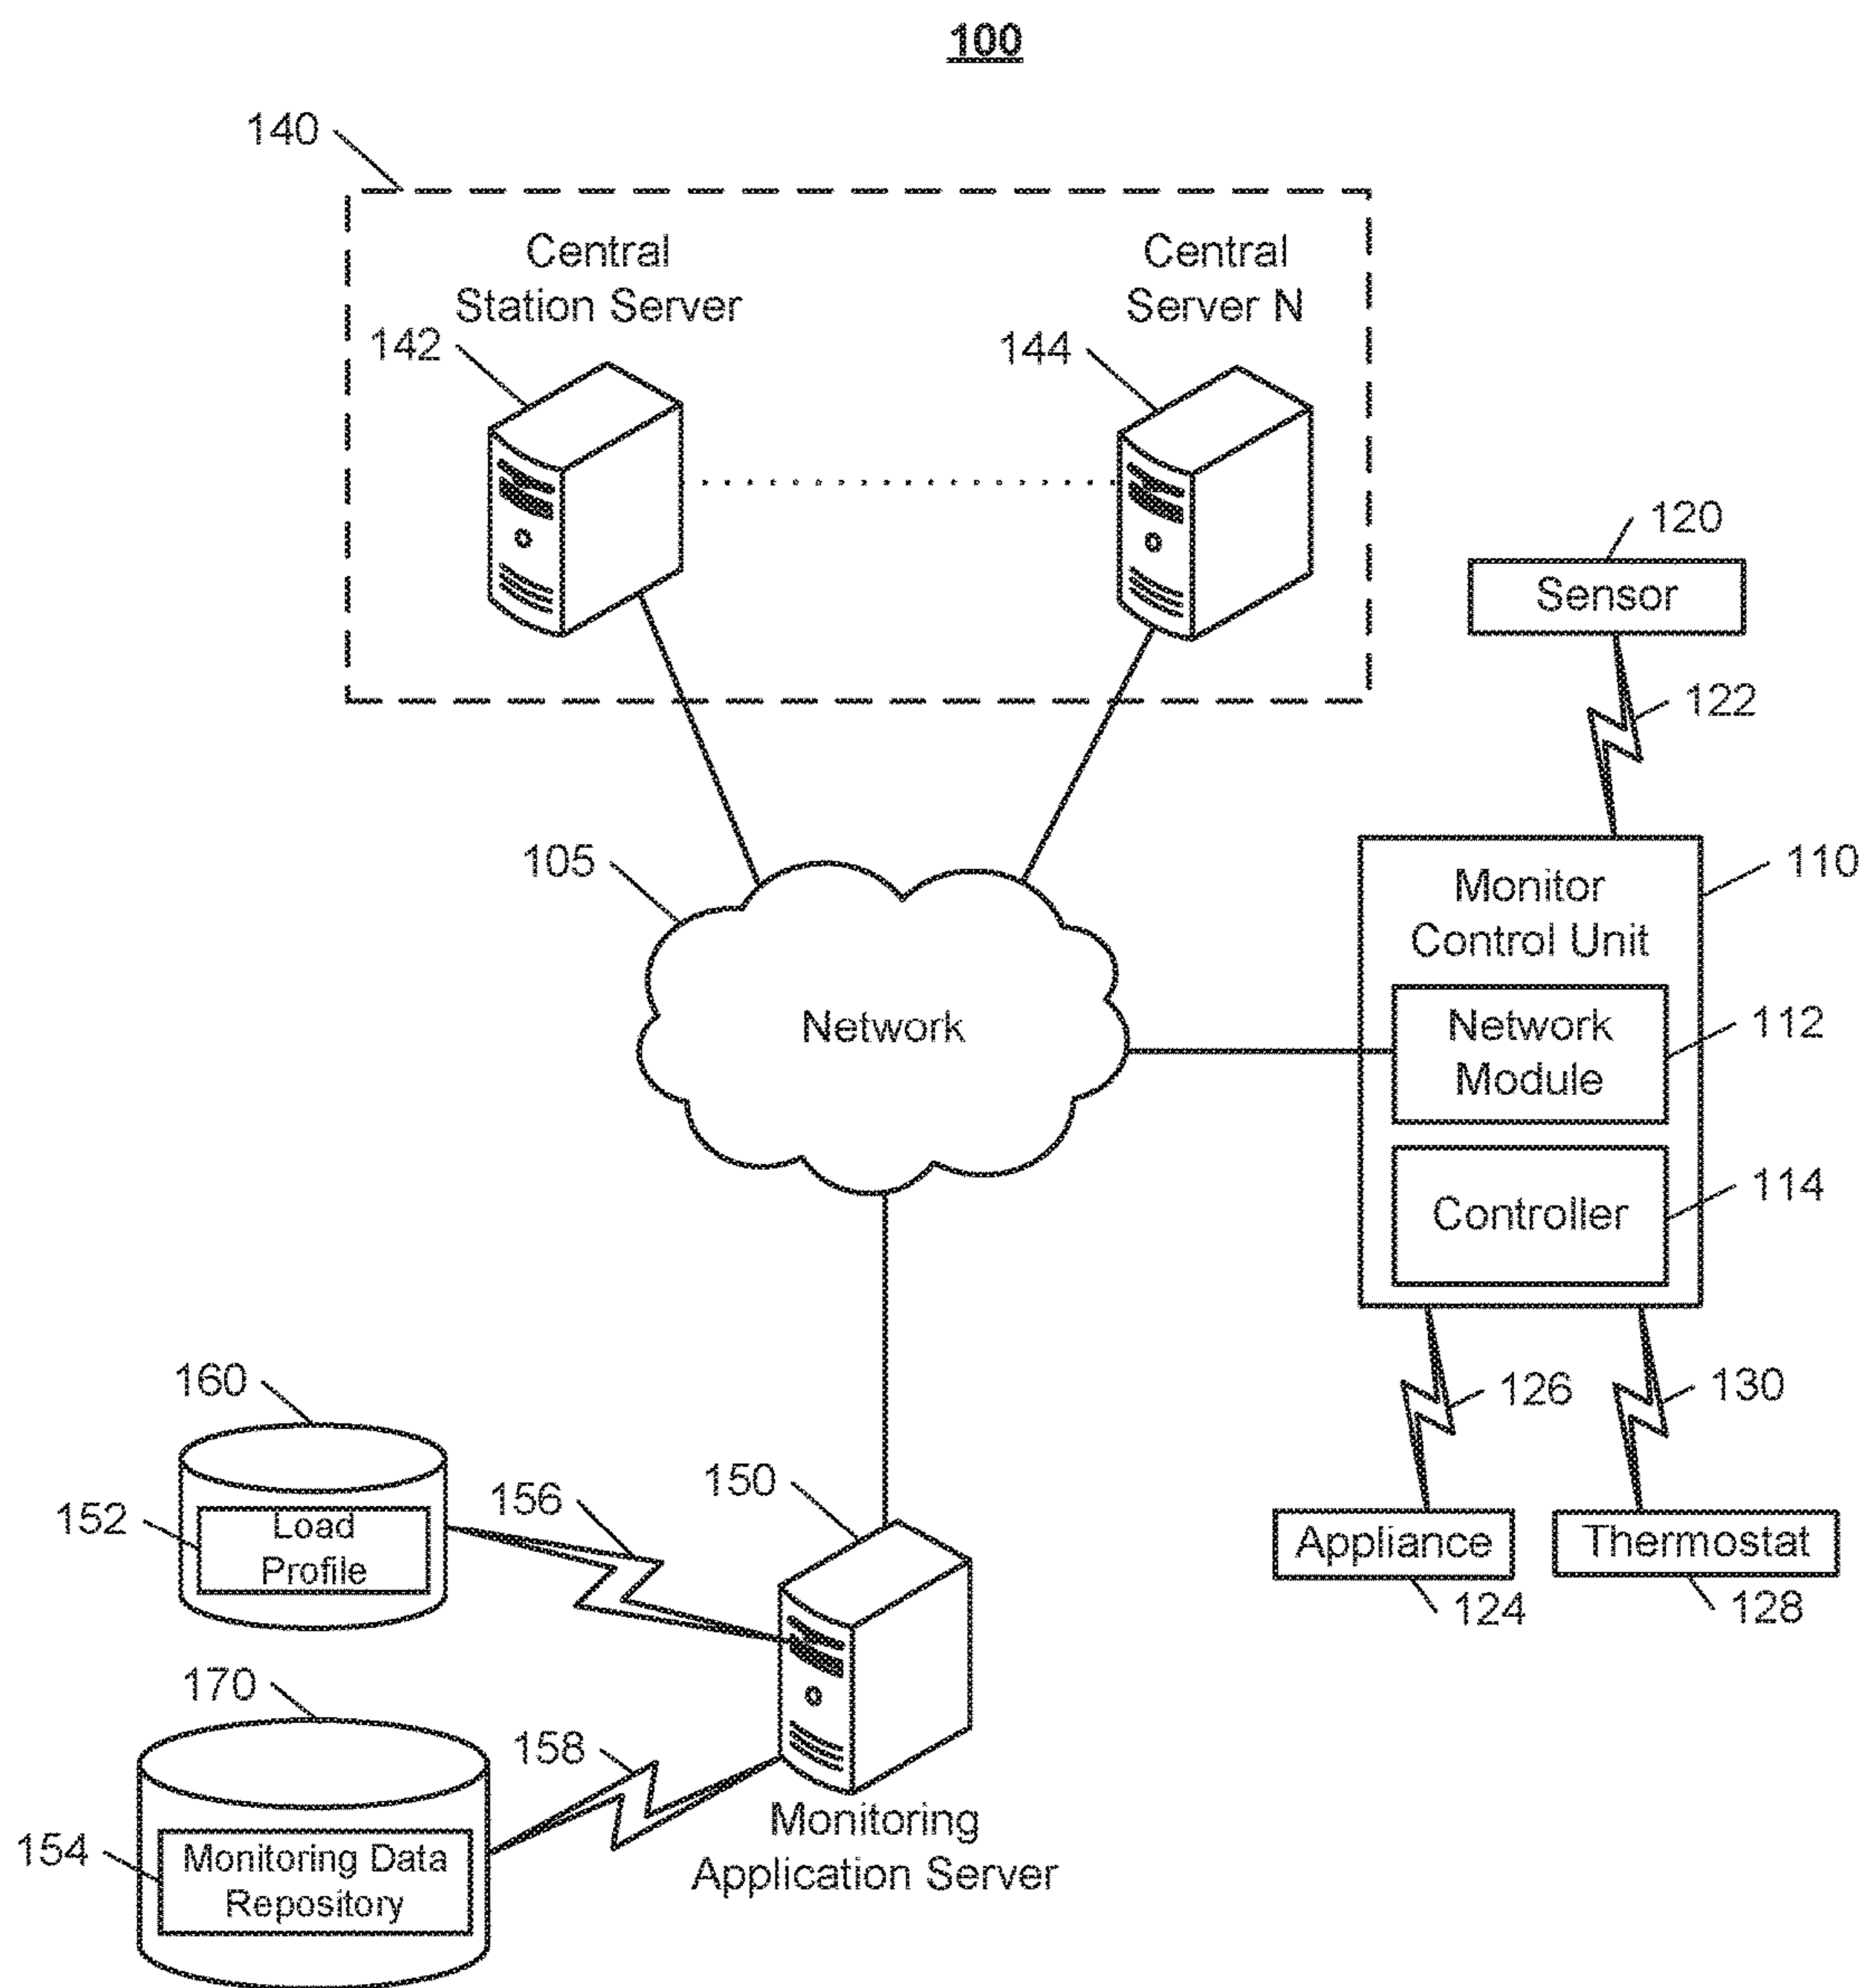 100
140
Central
Station Server
142
Central
Server N
144
120
Sensor
122
105
Network
110
Monitor
Control Unit
Network
Module
112
Controller
114
126
130
Appliance
124
Thermostat
128
160
152
Load
Profile
156
150
170
154
Monitoring Data
Repository
158
Monitoring
Application Server